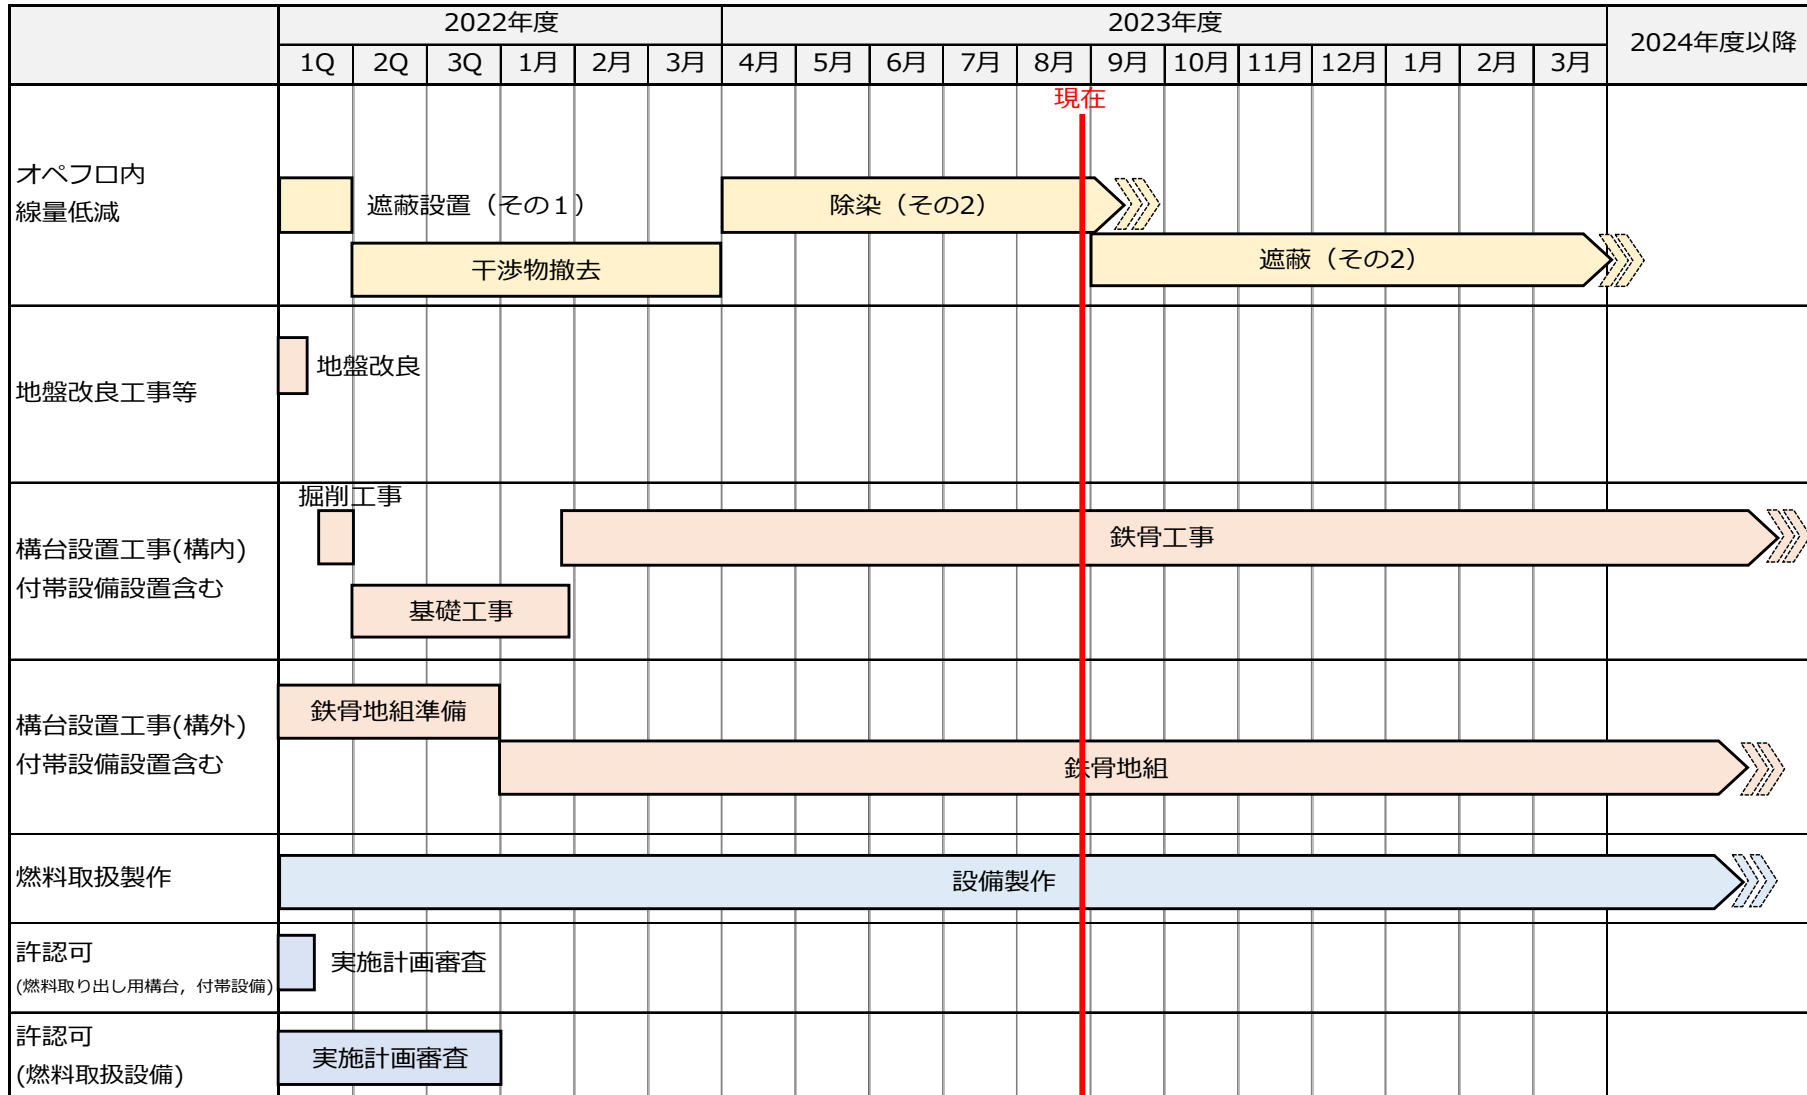 2022年度 2023年度 2024年度以降
1Q 2Q 3Q 1月 2月 3月 4月 5月 6月 7月 8月 9月 10月 11月 12月 1月 2月 3月
現在
オペフロ内
線量低減
遮蔽設置（その１）
除染（その2）
干渉物撤去
遮蔽（その2）
地盤改良工事等
地盤改良
構台設置工事(構内)
付帯設備設置含む
掘削工事
鉄骨工事
基礎工事
構台設置工事(構外)
付帯設備設置含む
鉄骨地組準備
鉄骨地組
燃料取扱製作
設備製作
許認可
(燃料取り出し用構台，付帯設備)
実施計画審査
許認可
(燃料取扱設備)
実施計画審査